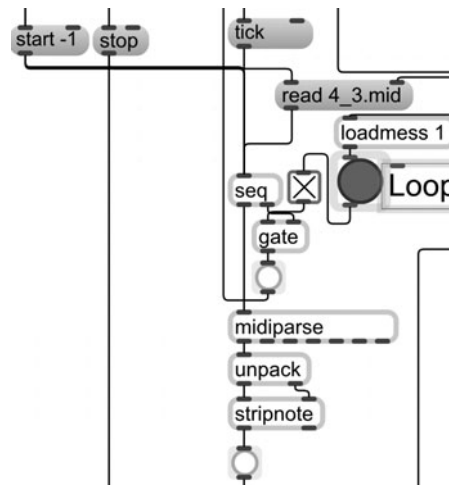 start -1
stop
tick
read 4_3.mid
loadmess 1
seq
Loop
gate
midiparse
unpack
stripnote